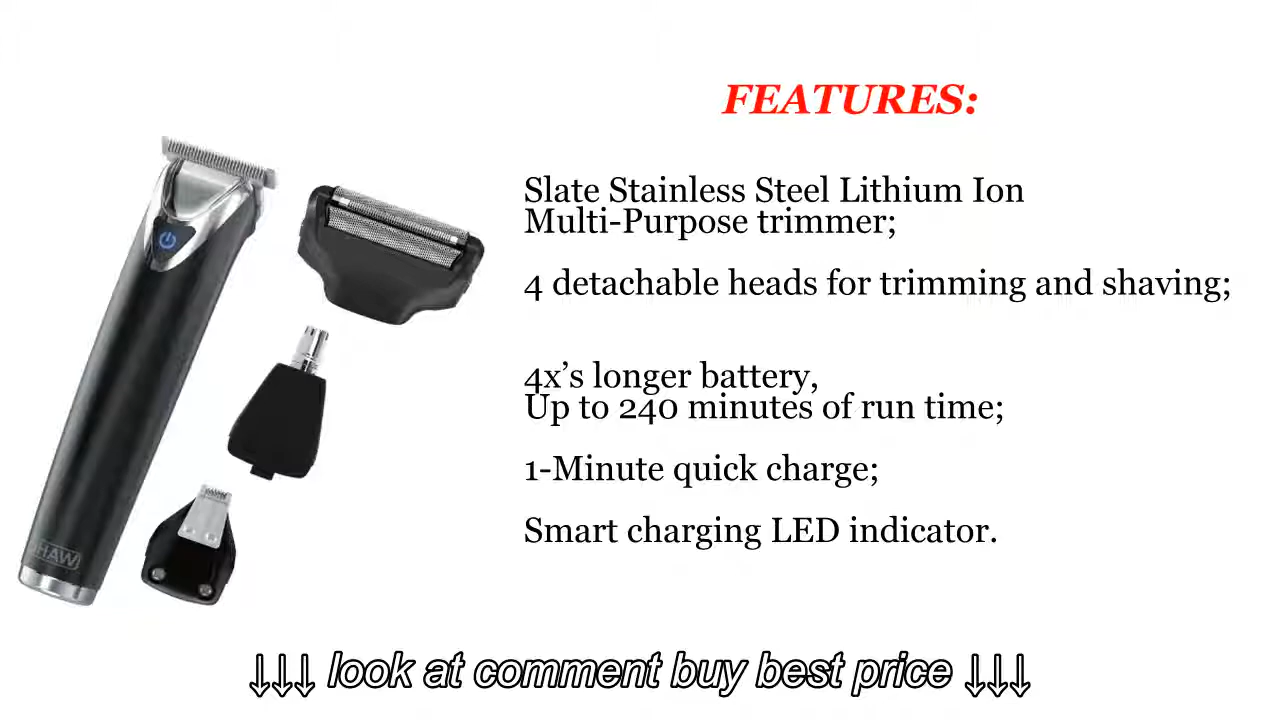 FEATURES:
Slate Stainless Steel Lithium Ion
Multi-Purpose trimmer;
4 detachable heads for trimming and shaving;
4x's longer battery,
Up to 240 minutes of run time;
1-Minute quick charge;
Smart charging LED indicator.
↓↓↓ look at comment buy best price ↓↓↓